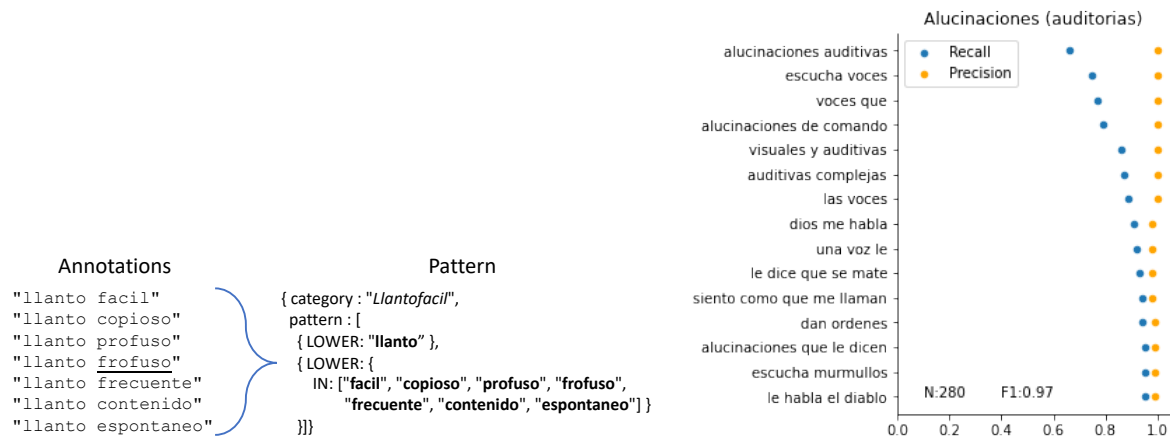 Annotations
"llanto facil"
"llanto copioso"
"llanto profuso"
"llanto frofuso"
"llanto frecuente"
"llanto contenido"
"llanto espontaneo"
Pattern
{ category : "Llantofacil",
pattern : [
{ LOWER: "llanto” },
{ LOWER: {
IN: ["facil", "copioso", "profuso", "frofuso",
"frecuente", "contenido", "espontaneo"] }
}]}
Alucinaciones (auditorias)
Recall
Precision
alucinaciones auditivas
escucha voces
voces que
alucinaciones de comando
visuales y auditivas
auditivas complejas
las voces
dios me habla
una voz le
le dice que se mate
siento como que me llaman
dan ordenes
alucinaciones que le dicen
escucha murmullos
le habla el diablo
N:280 F1:0.97
0.0 0.2 0.4 0.6 0.8 1.0